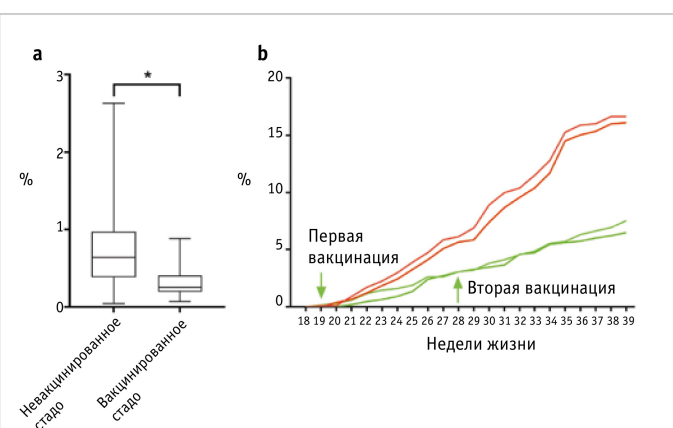 a
3
*
2
%
1
0
Невакцинированное
стадо
Вакцинированное
стадо
b
20
15
%
10
5
0
Первая
вакцинация
Вторая вакцинация
18 19 20 21 22 23 24 25 26 27 28 29 30 31 32 33 34 35 36 37 38 39
Недели жизни